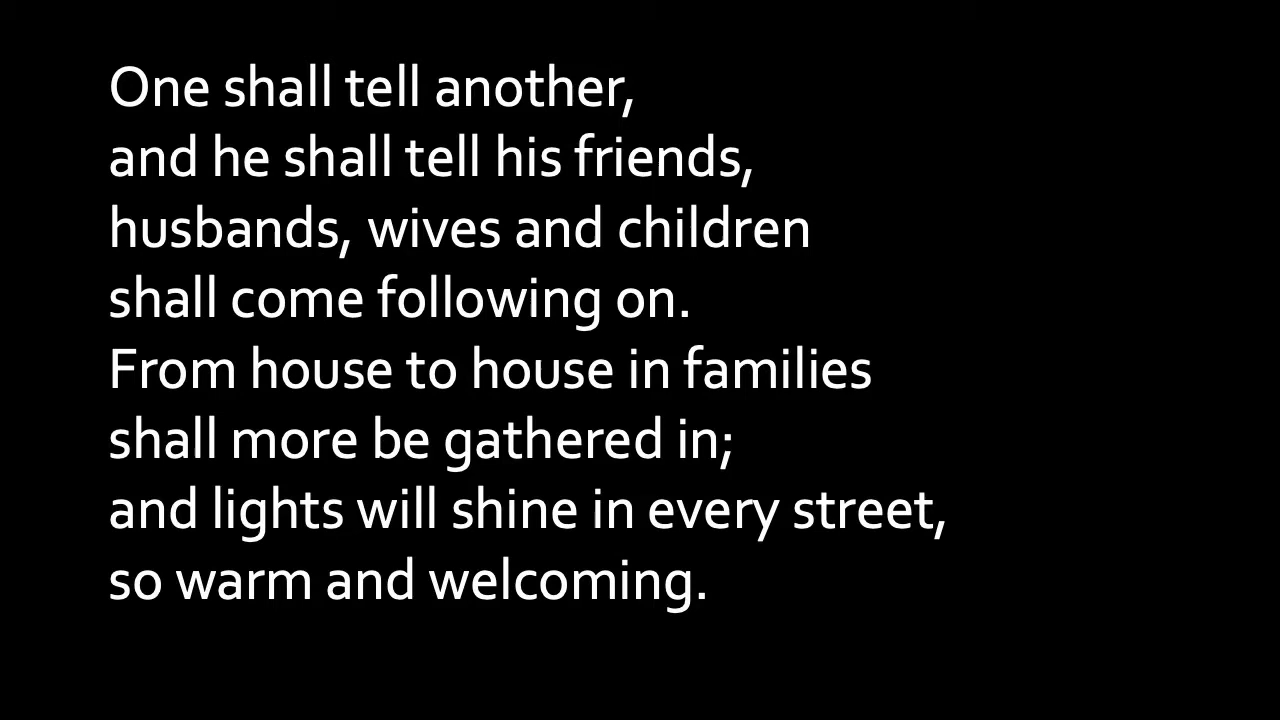 One shall tell another,
and he shall tell his friends,
husbands, wives and children
shall come following on.
From house to house in families
shall more be gathered in;
and lights will shine in every street,
so warm and welcoming.